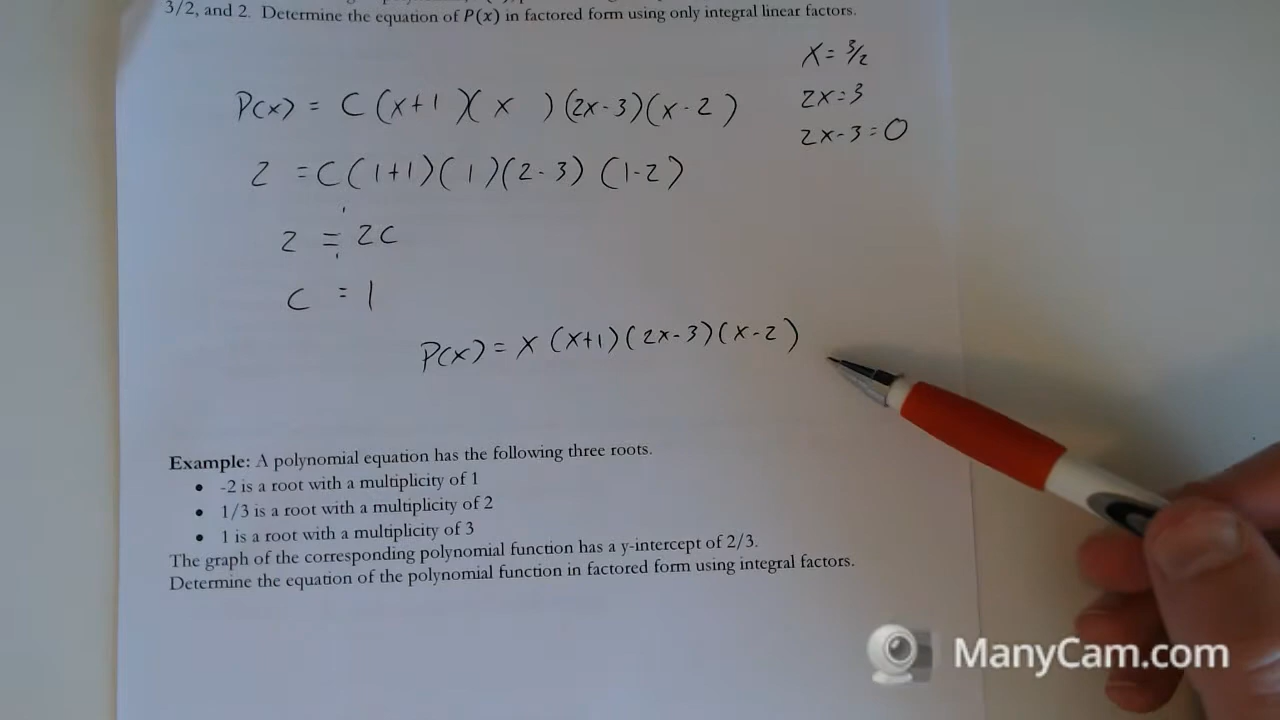 3/2, and 2. Determine the equation of P(x) in factored form using only integral linear factors.
x = 3/2
2x = 3
2x - 3 = 0
P(x) = C (x+1)( x )(2x-3)(x-2)
2 = C(1+1)(1)(2-3)(1-2)
2 = 2C
C = 1
P(x) = x (x+1)(2x-3)(x-2)
Example: A polynomial equation has the following three roots.
• -2 is a root with a multiplicity of 1
• 1/3 is a root with a multiplicity of 2
• 1 is a root with a multiplicity of 3
The graph of the corresponding polynomial function has a y-intercept of 2/3.
Determine the equation of the polynomial function in factored form using integral factors.
ManyCam.com